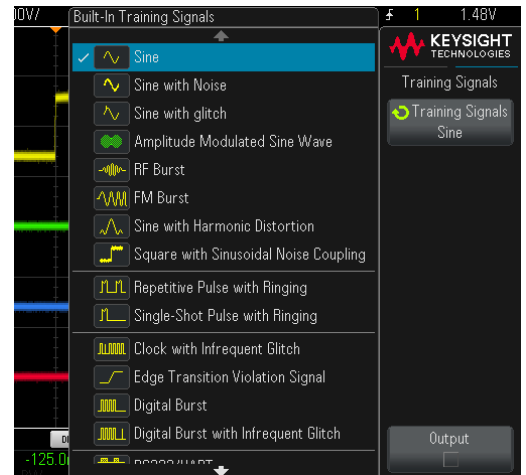 00V/
Built-In Training Signals
1
1.48V
Sine
Sine with Noise
Sine with glitch
Amplitude Modulated Sine Wave
RF Burst
FM Burst
Sine with Harmonic Distortion
Square with Sinusoidal Noise Coupling
Repetitive Pulse with Ringing
Single-Shot Pulse with Ringing
Clock with Infrequent Glitch
Edge Transition Violation Signal
Digital Burst
Digital Burst with Infrequent Glitch
KEYSIGHT
TECHNOLOGIES
Training Signals
Training Signals
Sine
Output
-125.0